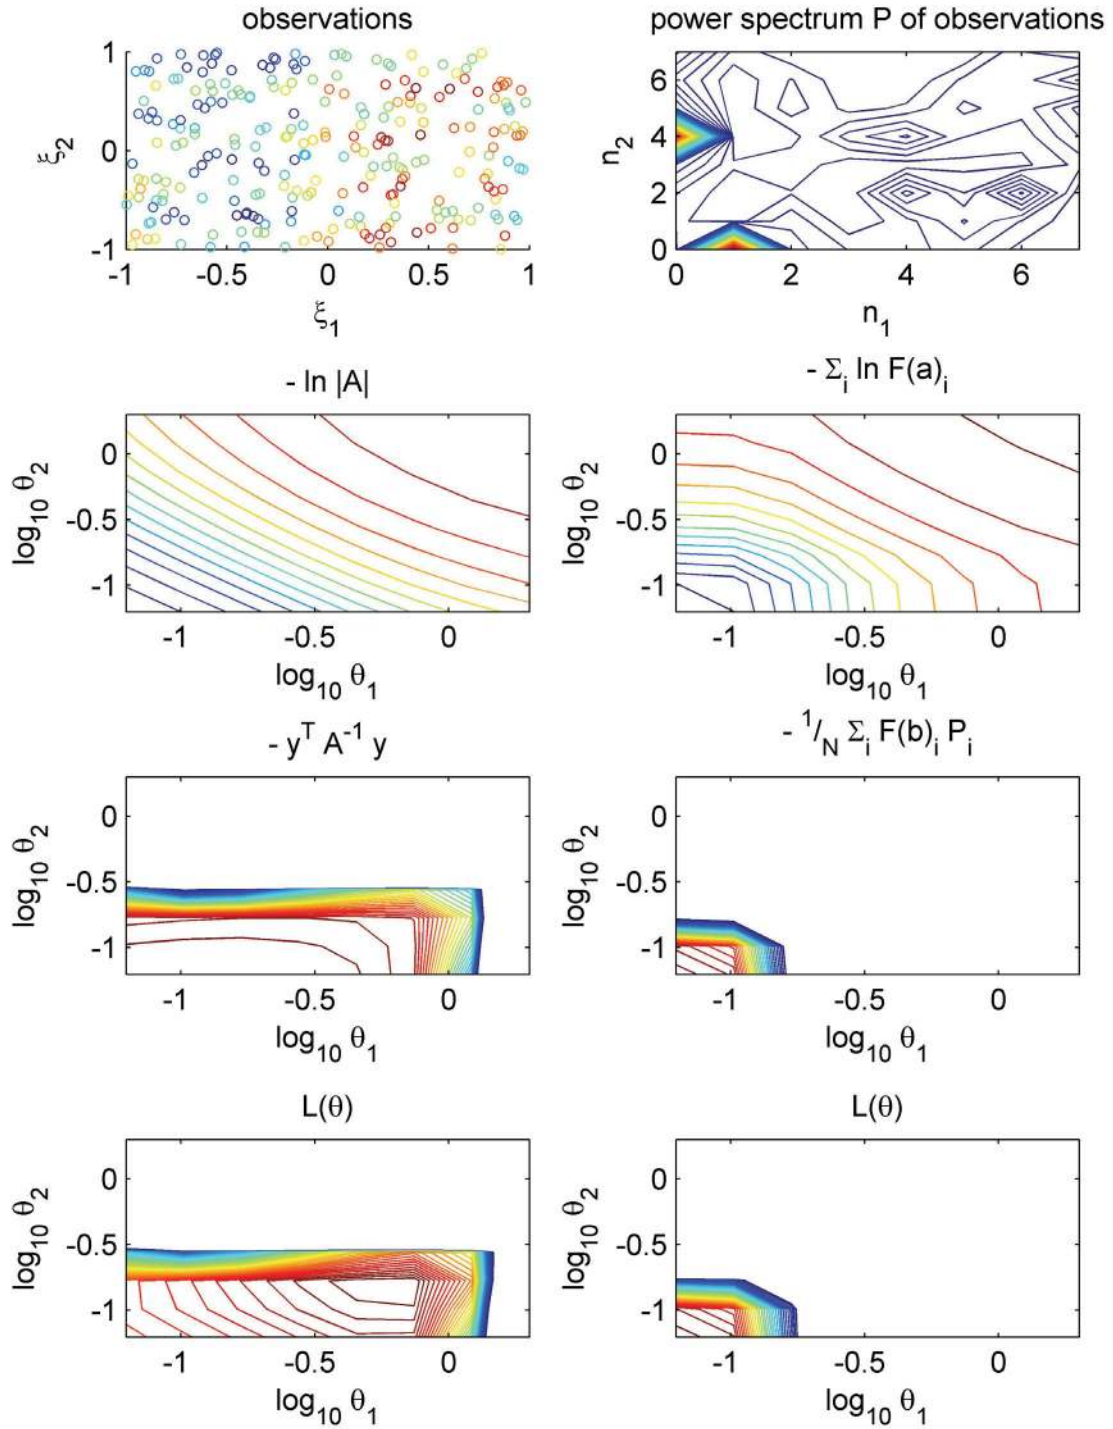 observations
1
0
-1
ξ₂
-1 -0.5 0 0.5 1
ξ₁
power spectrum P of observations
6
4
2
0
n₂
0 2 4 6
n₁
- ln |A|
0
-0.5
-1
log₁₀ θ₂
-1 -0.5 0
log₁₀ θ₁
- Σᵢ ln F(a)ᵢ
0
-0.5
-1
log₁₀ θ₂
-1 -0.5 0
log₁₀ θ₁
- yᵀ A⁻¹ y
0
-0.5
-1
log₁₀ θ₂
-1 -0.5 0
log₁₀ θ₁
- ¹/N Σᵢ F(b)ᵢ Pᵢ
0
-0.5
-1
log₁₀ θ₂
-1 -0.5 0
log₁₀ θ₁
L(θ)
0
-0.5
-1
log₁₀ θ₂
-1 -0.5 0
log₁₀ θ₁
L(θ)
0
-0.5
-1
log₁₀ θ₂
-1 -0.5 0
log₁₀ θ₁